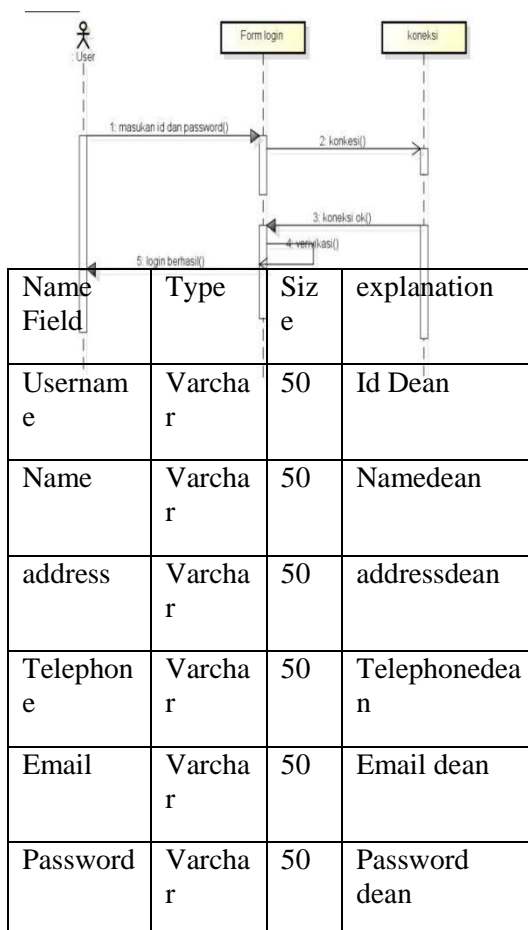 : User
Form login
koneksi
1: masukan id dan password()
2: konkesi()
3: koneksi ok()
4: verivikasi()
5: login berhasil()
Name Type Siz explanation
Field e
Usernam Varcha 50 Id Dean
e r
Name Varcha 50 Namedean
r
address Varcha 50 addressdean
r
Telephon Varcha 50 Telephonedea
e r n
Email Varcha 50 Email dean
r
Password Varcha 50 Password
r dean